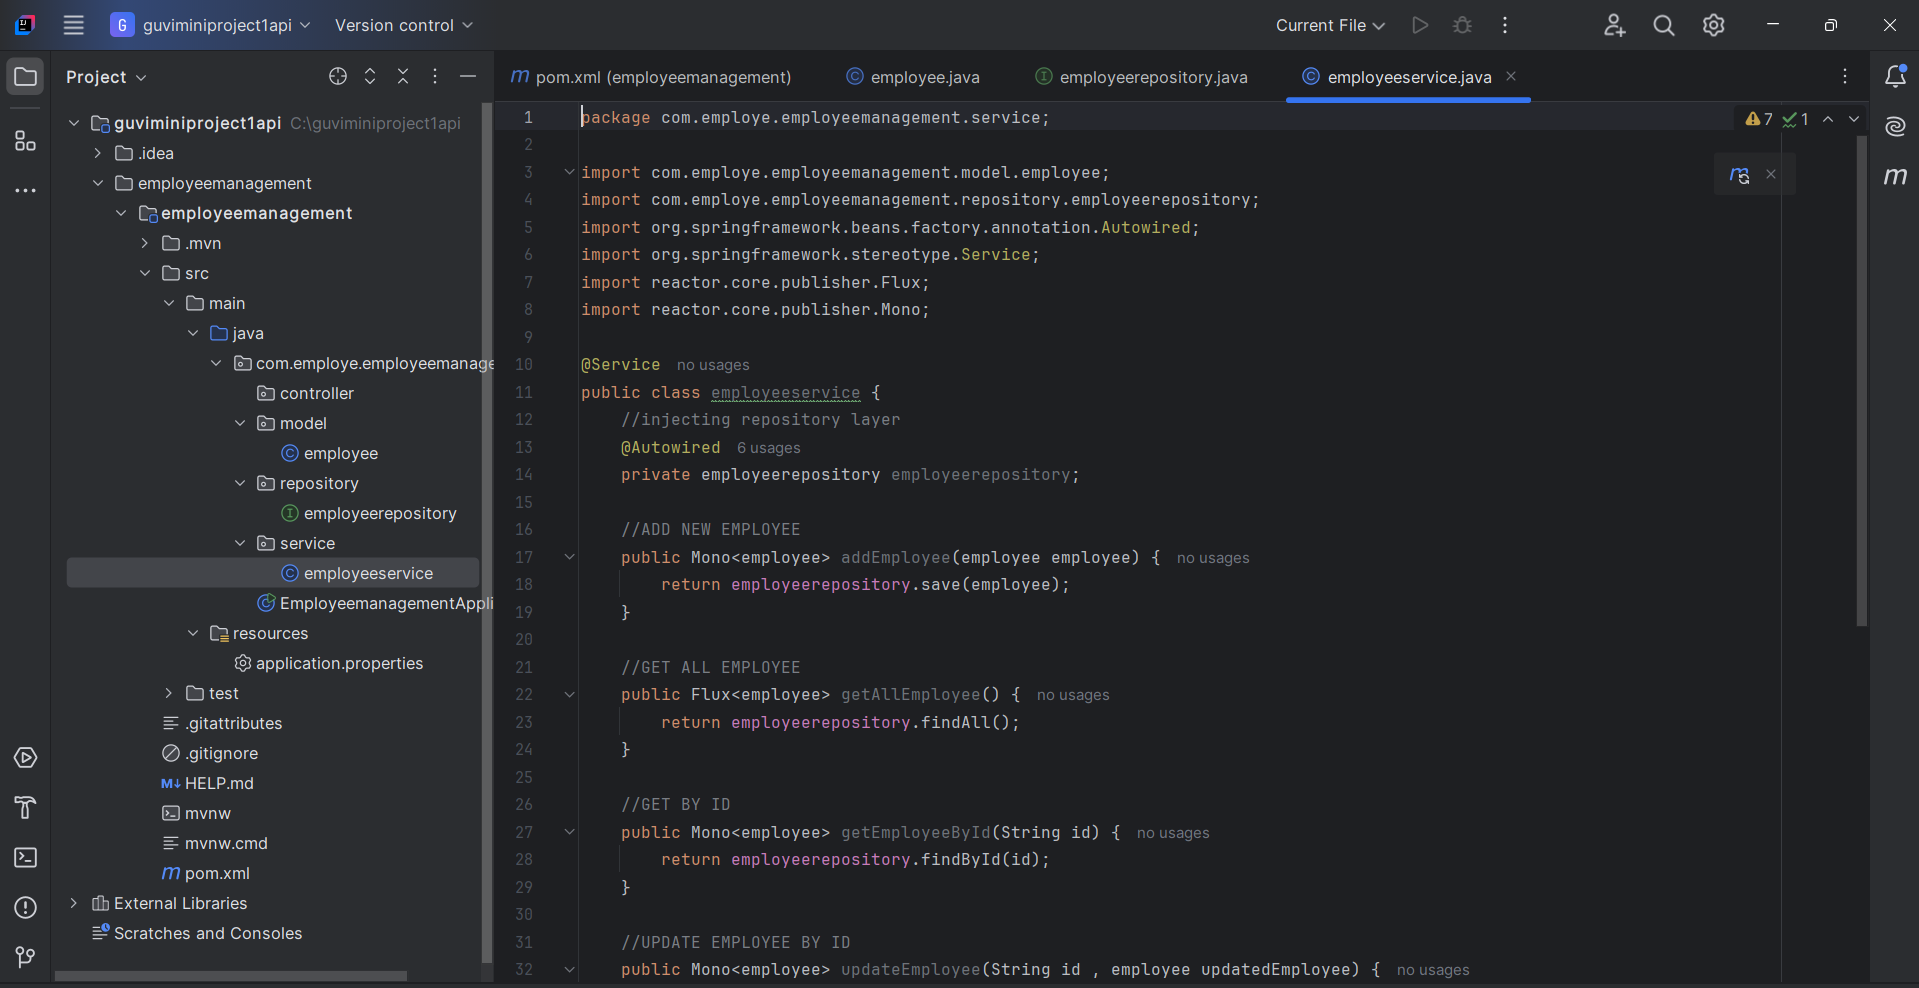 G guviminiproject1api Version control Current File
Project
guviminiproject1api C:\guviminiproject1api
.idea
employeemanagement
employeemanagement
.mvn
src
main
java
com.employe.employeemanage
controller
model
C employee
repository
I employeerepository
service
C employeeservice
C EmployeemanagementAppli
resources
application.properties
test
.gitattributes
.gitignore
M↓ HELP.md
mvnw
mvnw.cmd
m pom.xml
External Libraries
Scratches and Consoles
m pom.xml (employeemanagement) C employee.java I employeerepository.java C employeeservice.java
7 1
m
m
1 package com.employe.employeemanagement.service;
2
3 import com.employe.employeemanagement.model.employee;
4 import com.employe.employeemanagement.repository.employeerepository;
5 import org.springframework.beans.factory.annotation.Autowired;
6 import org.springframework.stereotype.Service;
7 import reactor.core.publisher.Flux;
8 import reactor.core.publisher.Mono;
9
10 @Service no usages
11 public class employeeservice {
12 //injecting repository layer
13 @Autowired 6 usages
14 private employeerepository employeerepository;
15
16 //ADD NEW EMPLOYEE
17 public Mono<employee> addEmployee(employee employee) { no usages
18 return employeerepository.save(employee);
19 }
20
21 //GET ALL EMPLOYEE
22 public Flux<employee> getAllEmployee() { no usages
23 return employeerepository.findAll();
24 }
25
26 //GET BY ID
27 public Mono<employee> getEmployeeById(String id) { no usages
28 return employeerepository.findById(id);
29 }
30
31 //UPDATE EMPLOYEE BY ID
32 public Mono<employee> updateEmployee(String id , employee updatedEmployee) { no usages